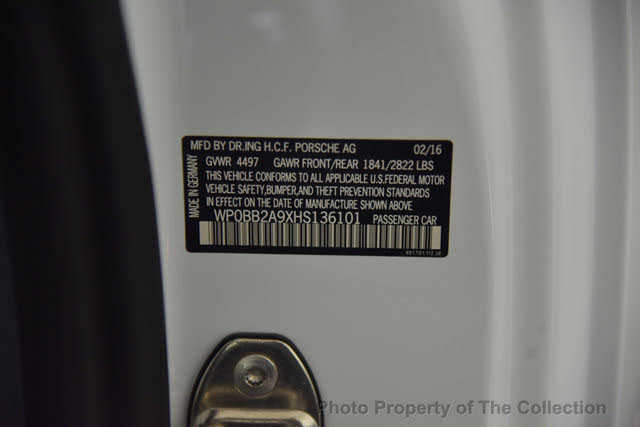 MFD BY DR.ING H.C.F. PORSCHE AG 02/16
GVWR 4497 GAWR FRONT/REAR 1841/2822 LBS
THIS VEHICLE CONFORMS TO ALL APPLICABLE U.S.FEDERAL MOTOR
VEHICLE SAFETY,BUMPER,AND THEFT PREVENTION STANDARDS
IN EFFECT ON THE DATE OF MANUFACTURE SHOWN ABOVE
WP0BB2A9XHS136101 PASSENGER CAR
MADE IN GERMANY
Photo Property of The Collection